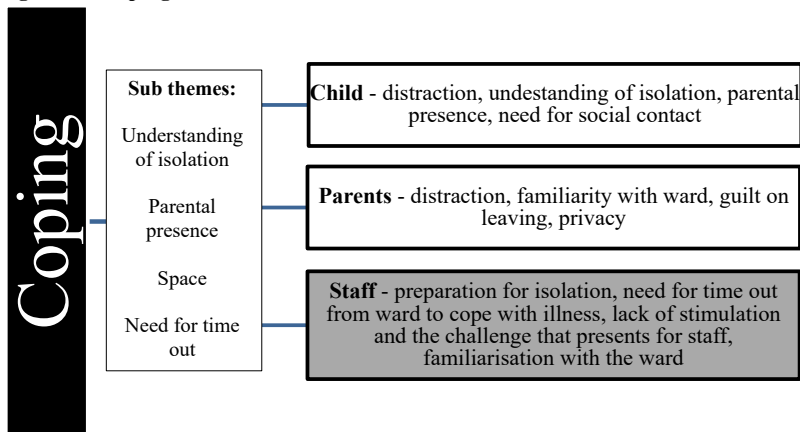 Coping
Sub themes:
Understanding
of isolation
Parental
presence
Space
Need for time
out
Child - distraction, undestanding of isolation, parental
presence, need for social contact
Parents - distraction, familiarity with ward, guilt on
leaving, privacy
Staff - preparation for isolation, need for time out
from ward to cope with illness, lack of stimulation
and the challenge that presents for staff,
familiarisation with the ward